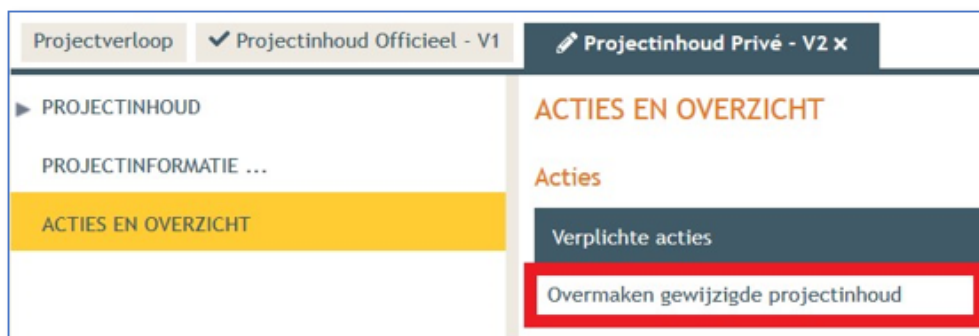 Projectverloop
Projectinhoud Officieel - V1
Projectinhoud Privé - V2 ×
PROJECTINHOUD
PROJECTINFORMATIE ...
ACTIES EN OVERZICHT
ACTIES EN OVERZICHT
Acties
Verplichte acties
Overmaken gewijzigde projectinhoud